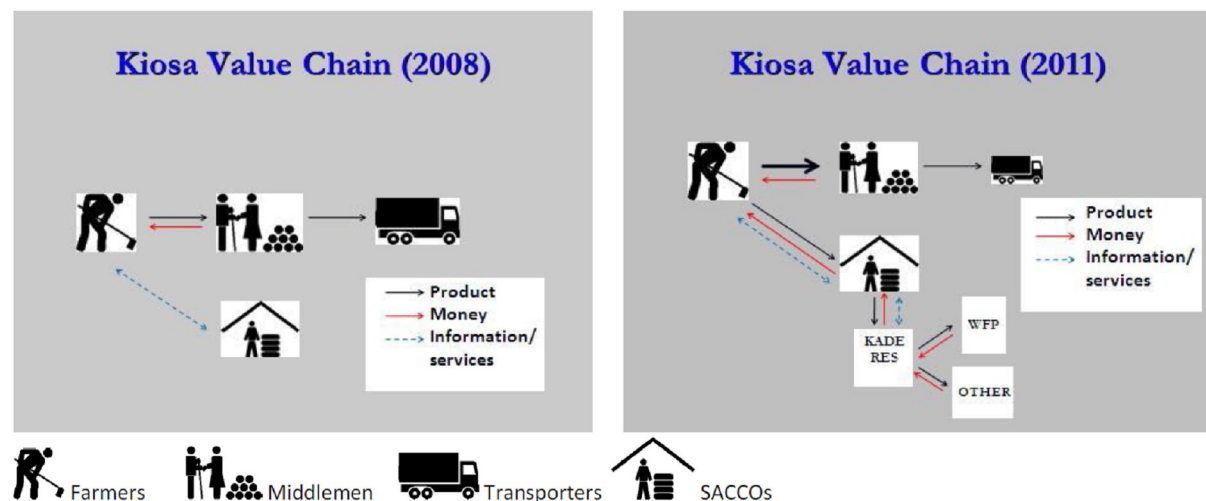 Kiosa Value Chain (2008)
Product
Money
Information/
services
Kiosa Value Chain (2011)
Product
Money
Information/
services
KADE
RES
WFP
OTHER
Farmers
Middlemen
Transporters
SACCOs